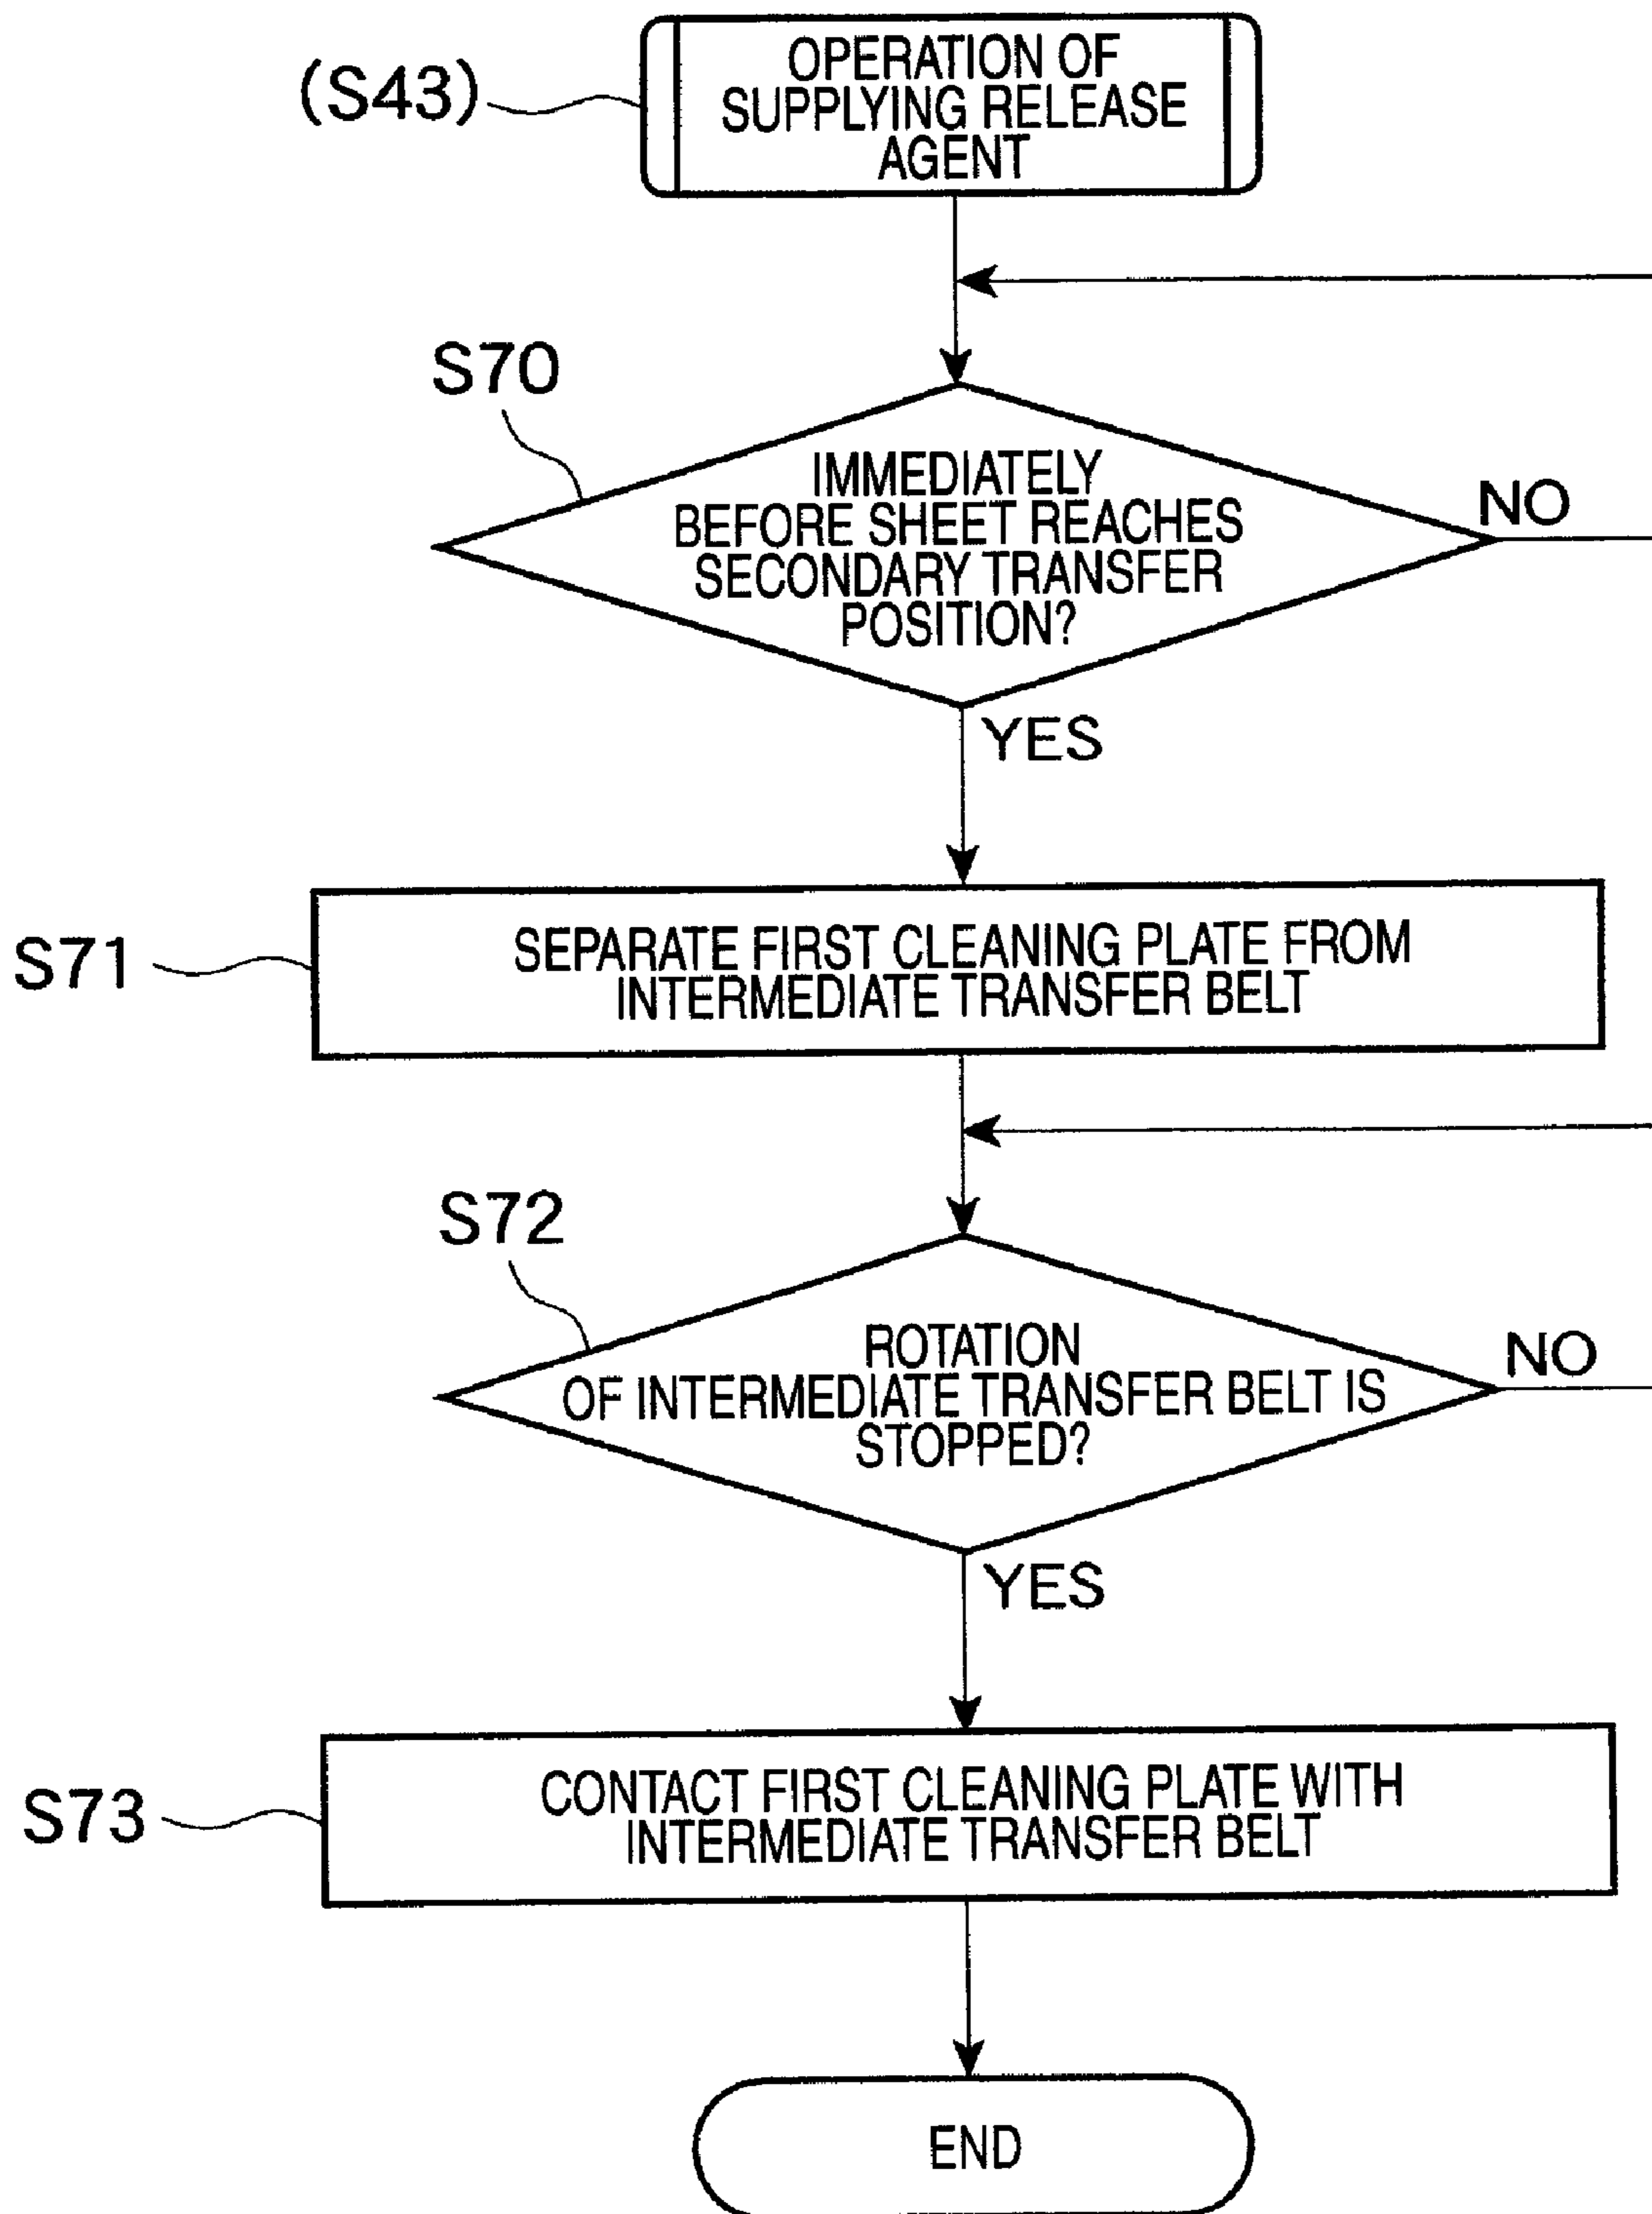 (S43)
OPERATION OF
SUPPLYING RELEASE
AGENT
S70
IMMEDIATELY
BEFORE SHEET REACHES
SECONDARY TRANSFER
POSITION?
NO
YES
S71
SEPARATE FIRST CLEANING PLATE FROM
INTERMEDIATE TRANSFER BELT
S72
ROTATION
OF INTERMEDIATE TRANSFER BELT IS
STOPPED?
NO
YES
S73
CONTACT FIRST CLEANING PLATE WITH
INTERMEDIATE TRANSFER BELT
END